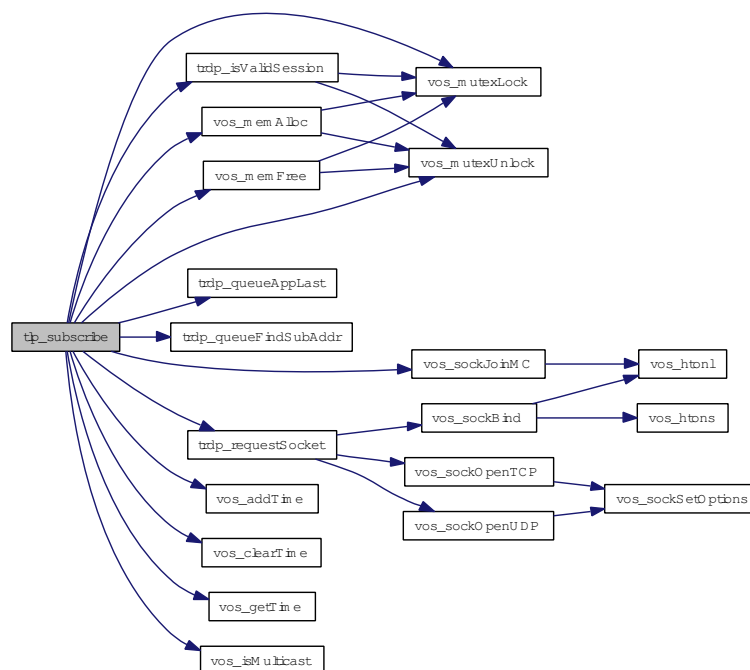 trdp_isValidSession
vos_mutexLock
vos_memAlloc
vos_mutexUnlock
vos_memFree
trdp_queueAppLast
tlp_subscribe
trdp_queueFindSubAddr
vos_sockJoinMC
vos_htonl
vos_sockBind
vos_htons
trdp_requestSocket
vos_sockOpenTCP
vos_addTime
vos_sockSetOptions
vos_sockOpenUDP
vos_clearTime
vos_getTime
vos_isMulticast